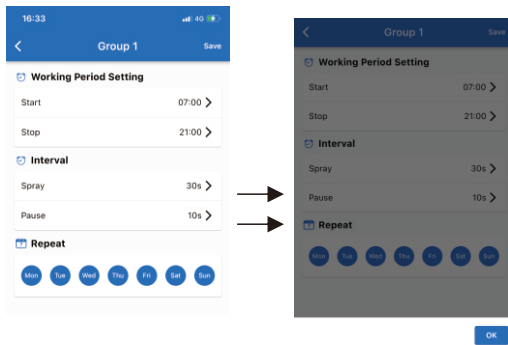 16:33
4G
Group 1
Save
Working Period Setting
Start 07:00
Stop 21:00
Interval
Spray 30s
Pause 10s
Repeat
Mon Tue Wed Thu Fri Sat Sun
Group 1
Save
Working Period Setting
Start 07:00
Stop 21:00
Interval
Spray 30s
Pause 10s
Repeat
Mon Tue Wed Thu Fri Sat Sun
OK